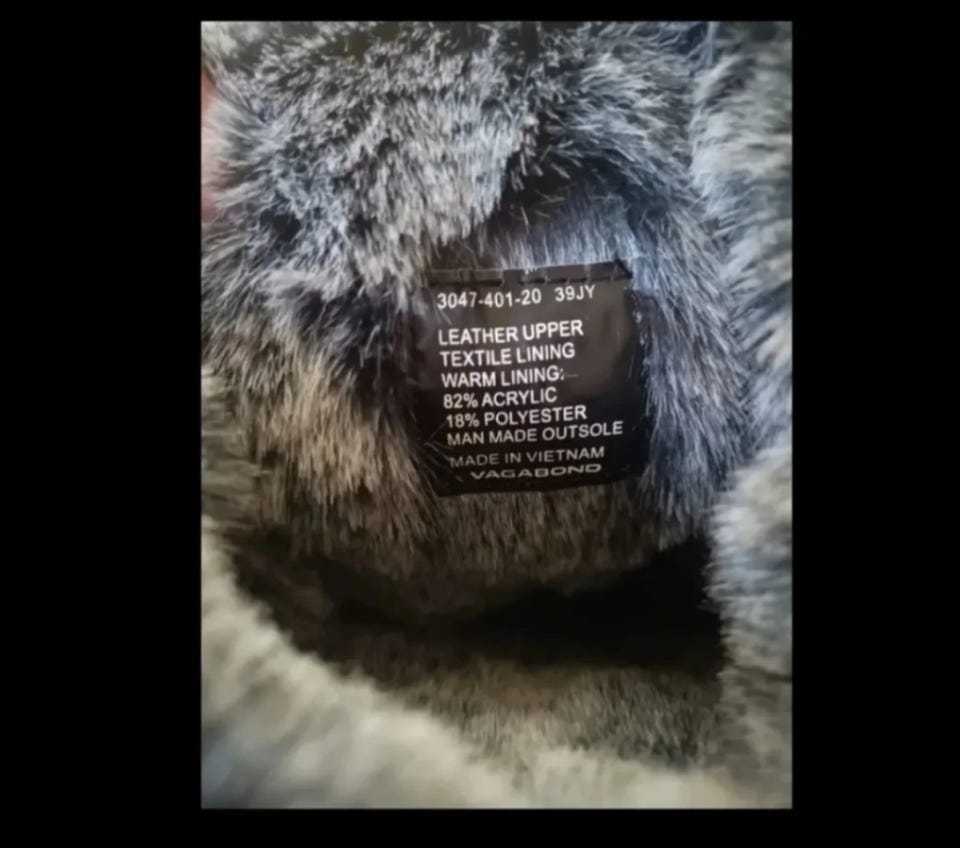 3047-401-20 39JY
LEATHER UPPER
TEXTILE LINING
WARM LINING:
82% ACRYLIC
18% POLYESTER
MAN MADE OUTSOLE
MADE IN VIETNAM
VAGABOND